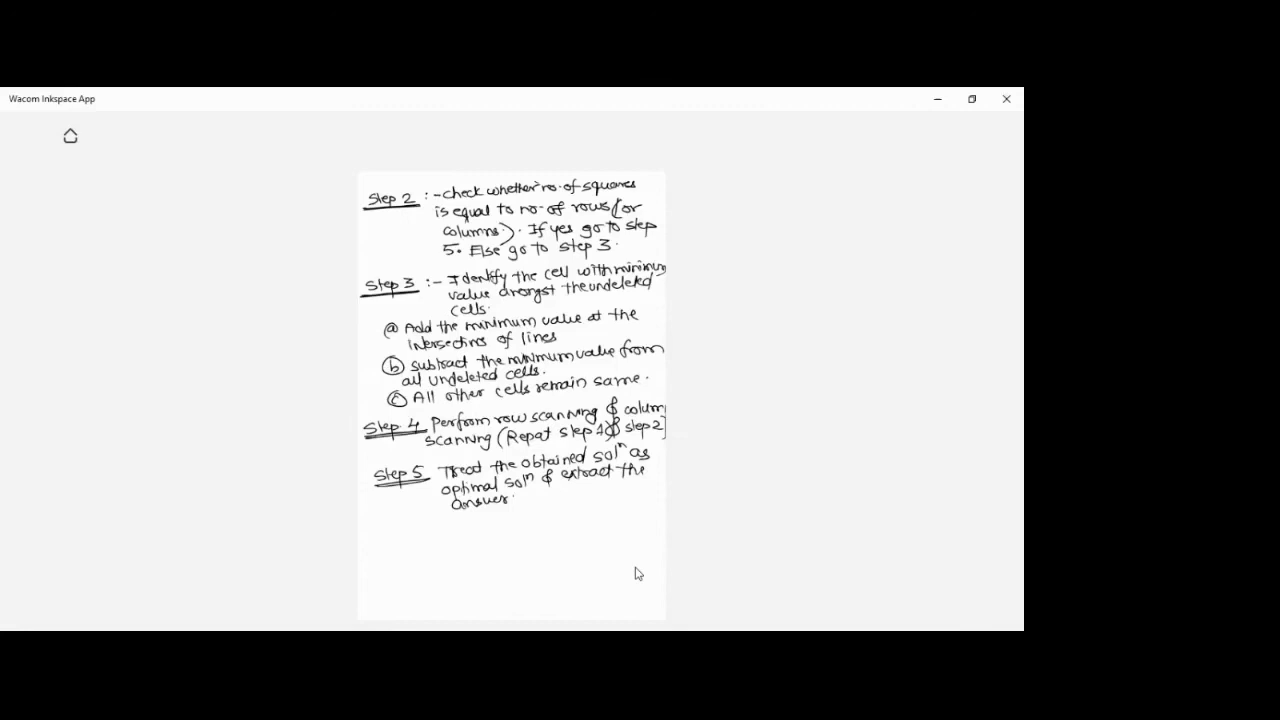 Wacom Inkspace App
Step 2 :- check whether no. of squares
is equal to no. of rows (or
columns). If yes go to step
5. Else go to step 3.
Step 3 :- Identify the cell with minimum
value amongst the undeleted
cells.
(a) Add the minimum value at the
intersections of lines
(b) subtract the minimum value from
all undeleted cells.
(c) All other cells remain same.
Step 4 Perfrom row scanning & column
scanning (Repat step 1 & step 2]
Step 5 Treat the obtained solⁿ as
optimal solⁿ & extract the
answer.